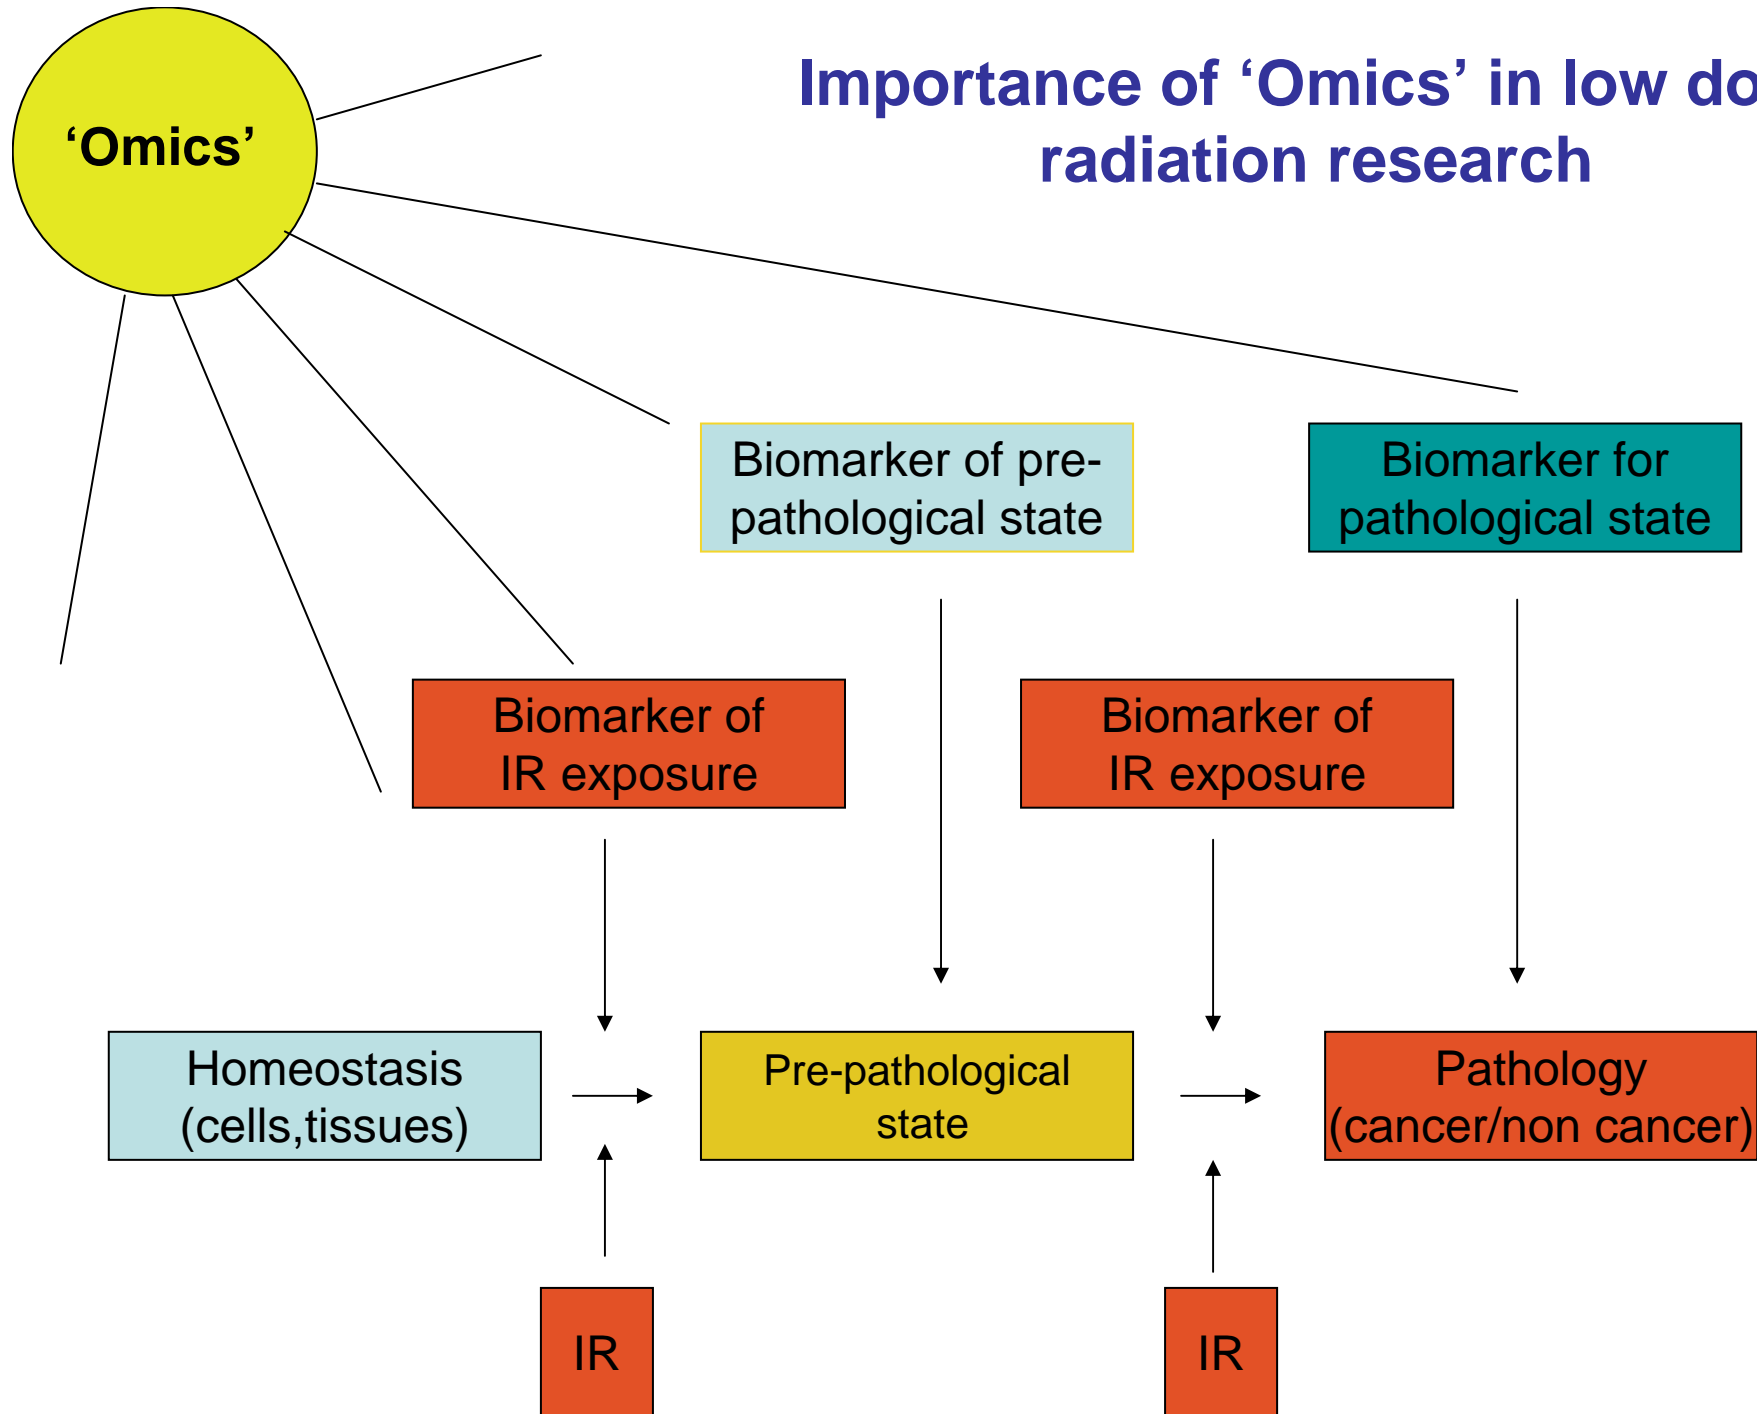 ‘Omics’
Importance of ‘Omics’ in low do
radiation research
Biomarker of pre-
pathological state
Biomarker for
pathological state
Biomarker of
IR exposure
Biomarker of
IR exposure
Homeostasis
(cells,tissues)
Pre-pathological
state
Pathology
(cancer/non cancer)
IR
IR